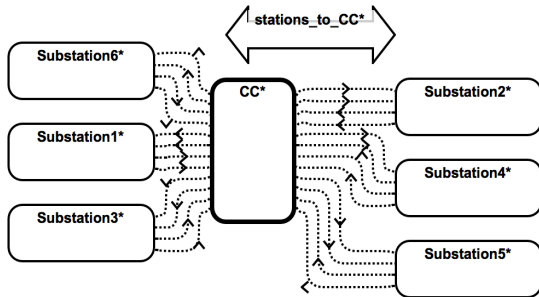 stations_to_CC*
Substation6*
CC*
Substation2*
Substation1*
Substation4*
Substation3*
Substation5*